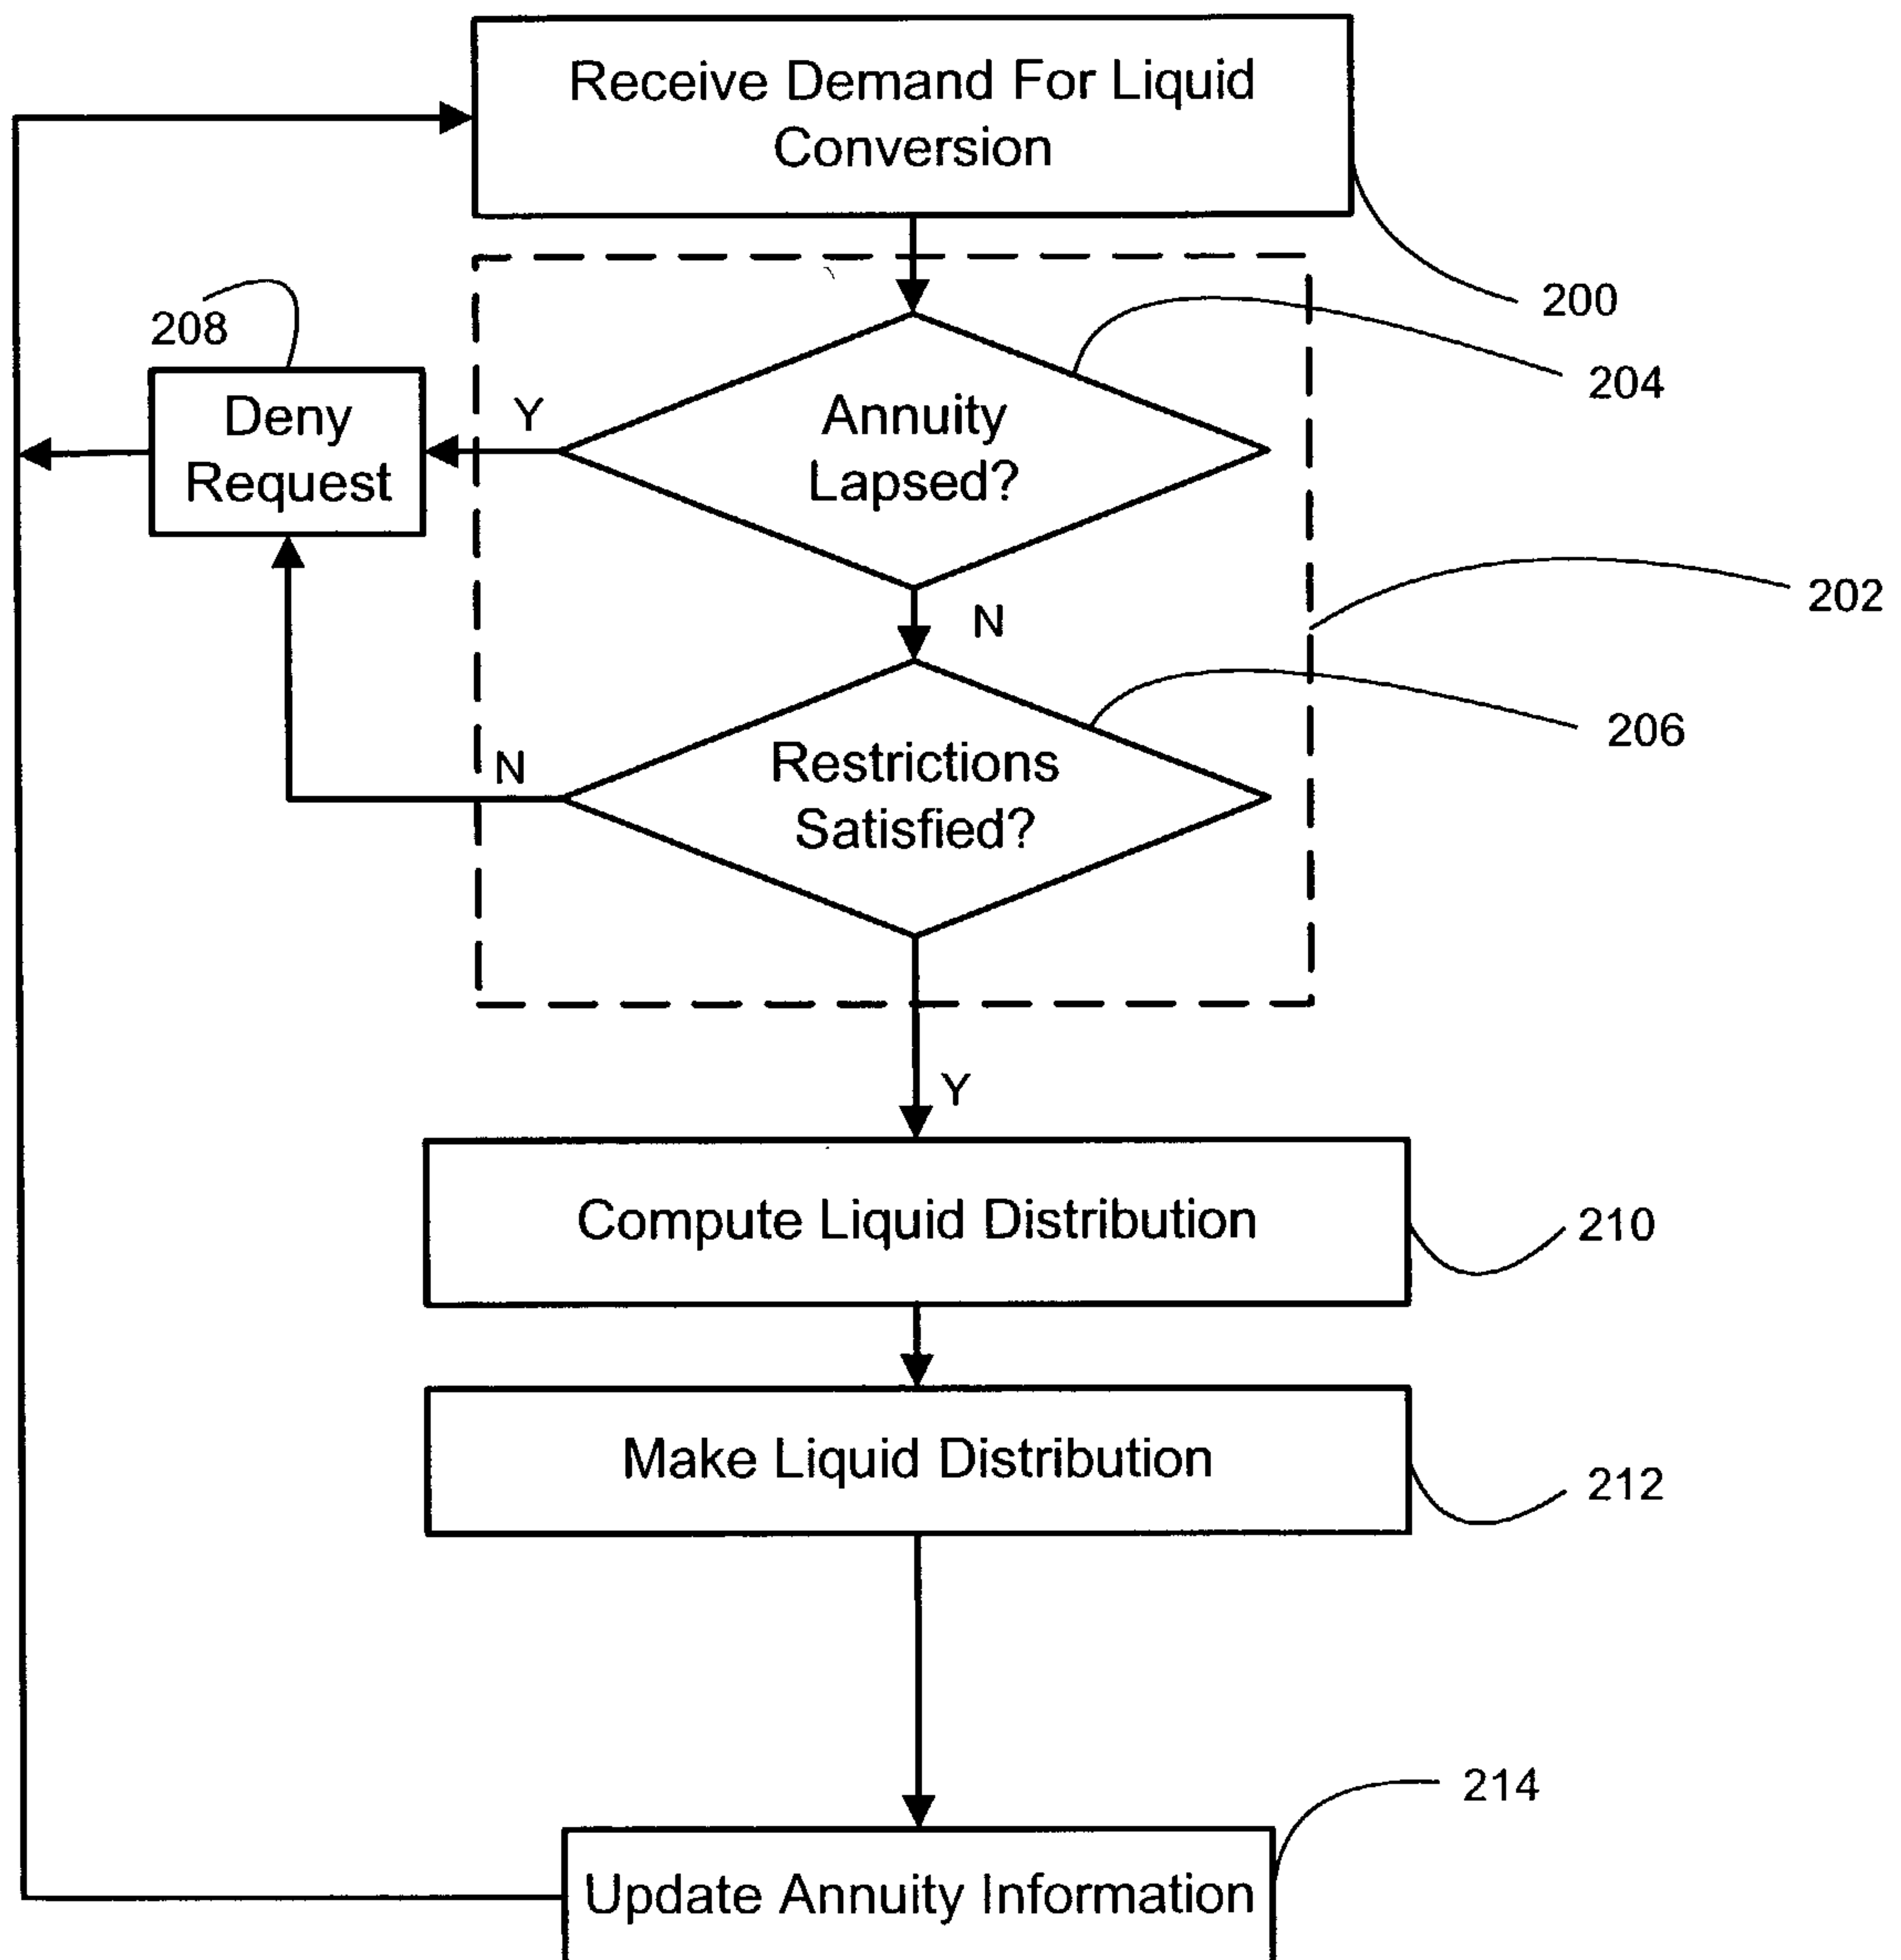 Receive Demand For Liquid
Conversion
200
208
204
Deny
Request
Y
Annuity
Lapsed?
202
N
206
N
Restrictions
Satisfied?
Y
Compute Liquid Distribution
210
Make Liquid Distribution
212
214
Update Annuity Information